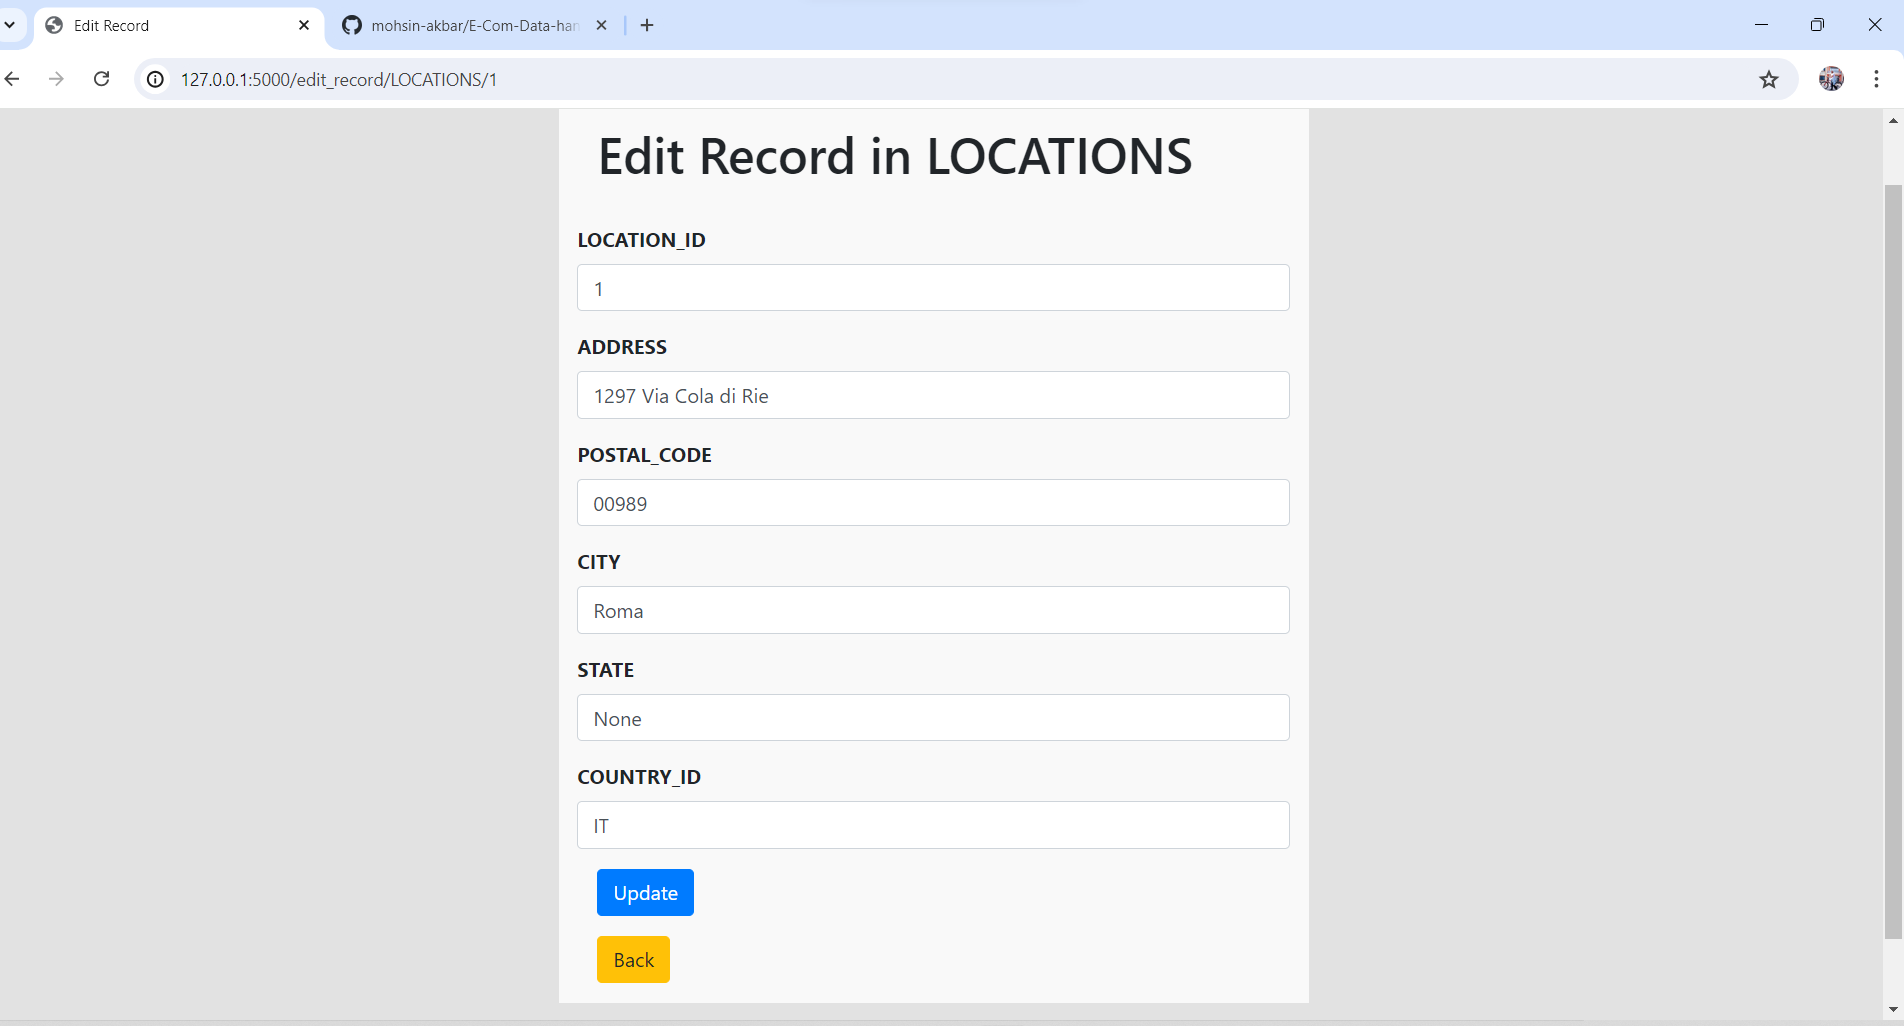 Edit Record
mohsin-akbar/E-Com-Data-han
127.0.0.1:5000/edit_record/LOCATIONS/1
Edit Record in LOCATIONS
LOCATION_ID
1
ADDRESS
1297 Via Cola di Rie
POSTAL_CODE
00989
CITY
Roma
STATE
None
COUNTRY_ID
IT
Update
Back